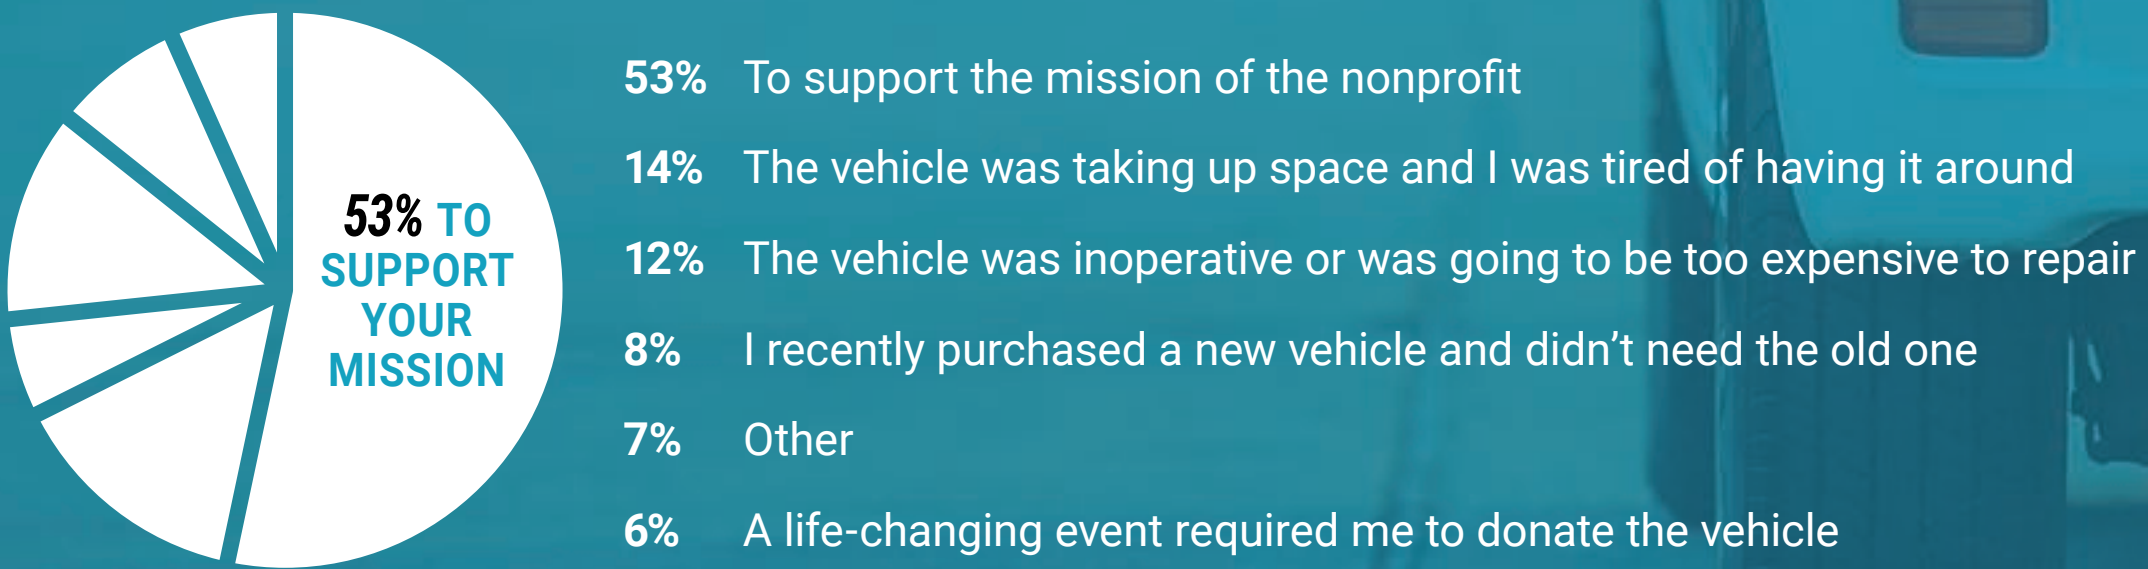 53% TO
SUPPORT
YOUR
MISSION
53% To support the mission of the nonprofit
14% The vehicle was taking up space and I was tired of having it around
12% The vehicle was inoperative or was going to be too expensive to repair
8% I recently purchased a new vehicle and didn’t need the old one
7% Other
6% A life-changing event required me to donate the vehicle